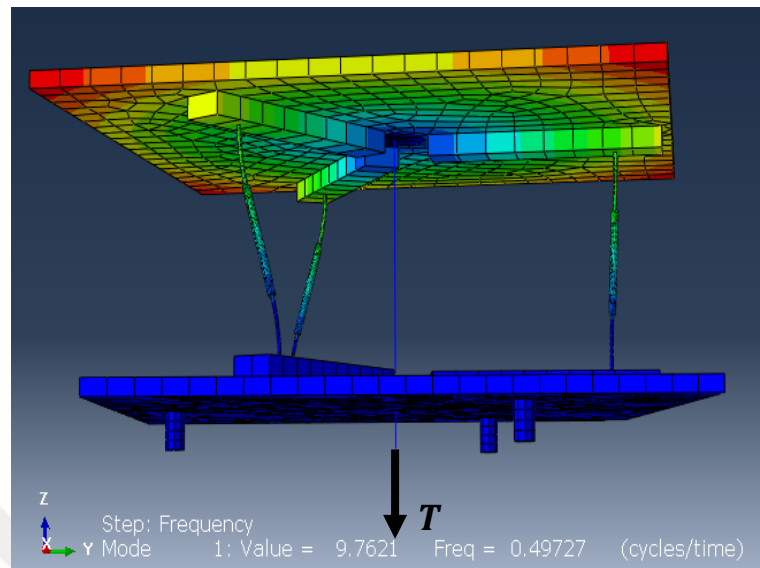 T
Z
X Y
Step: Frequency
Mode 1: Value = 9.7621 Freq = 0.49727 (cycles/time)